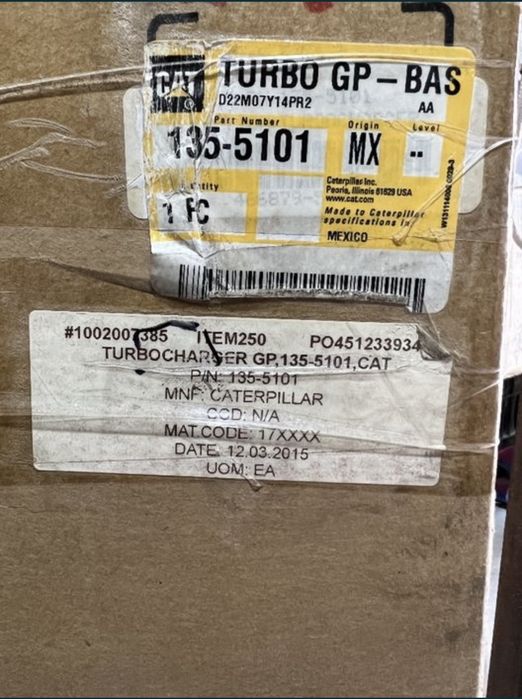 CAT
TURBO GP-BAS
D22M07Y14PR2
AA
Part Number
Origin
Level
135-5101
MX
--
Quantity
1 PC
Caterpillar Inc.
Peoria, Illinois 61629 USA
www.cat.com
Made to Caterpillar
specifications in
MEXICO
#1002007385 ITEM250 PO451233934
TURBOCHARGER GP,135-5101,CAT
P/N: 135-5101
MNF: CATERPILLAR
CCD: N/A
MAT.CODE: 17XXXX
DATE: 12.03.2015
UOM: EA